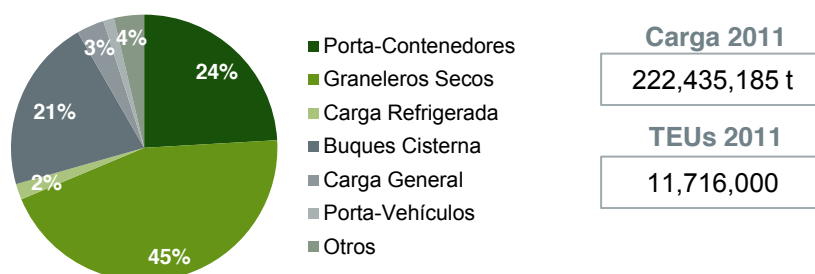 4%
3%
24%
21%
2%
45%
Porta-Contenedores
Graneleros Secos
Carga Refrigerada
Buques Cisterna
Carga General
Porta-Vehículos
Otros
Carga 2011
222,435,185 t
TEUs 2011
11,716,000